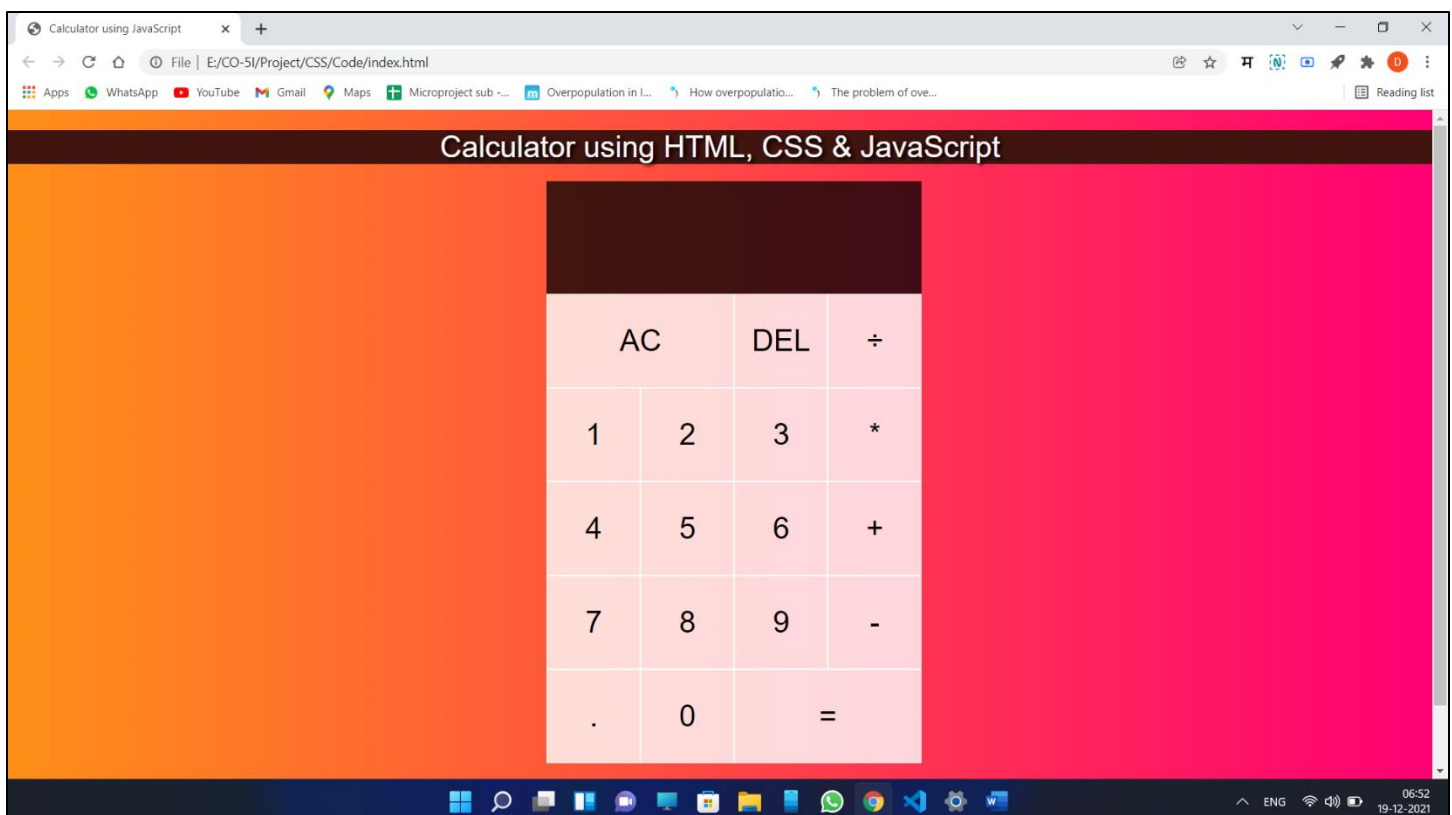 Calculator using JavaScript
File | E:/CO-5I/Project/CSS/Code/index.html
म N D
Apps WhatsApp YouTube Gmail Maps Microproject sub -... m Overpopulation in I... How overpopulatio... The problem of ove... Reading list
Calculator using HTML, CSS & JavaScript
AC DEL ÷
1 2 3 *
4 5 6 +
7 8 9 -
. 0 =
W ENG 06:52
19-12-2021